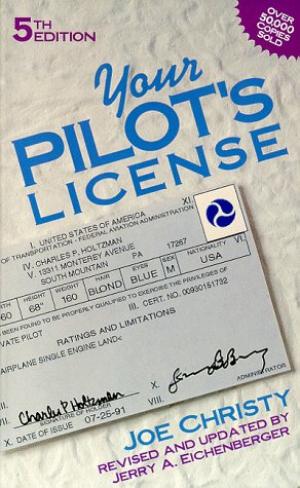 5TH
EDITION
OVER
50,000
COPIES
SOLD
Your
PILOT'S
LICENSE
I. UNITED STATES OF AMERICA XI.
OF TRANSPORTATION - FEDERAL AVIATION ADMINISTRATION
IV. CHARLES P. HOLTZMAN
V. 13311 MONTEREY AVENUE
SOUTH MOUNTAIN PA 17267
HEIGHT WEIGHT HAIR EYES SEX NATIONALITY VI.
60 68" 160 BLOND BLUE M USA
BEEN FOUND TO BE PROPERLY QUALIFIED TO EXERCISE THE PRIVILEGES OF
VATE PILOT III. CERT. NO. 00930151732
RATINGS AND LIMITATIONS
AIRPLANE SINGLE ENGINE LAND<
Charles P. Holtzman
VII. SIGNATURE OF HOLDER
ADMINISTRATOR
X. DATE OF ISSUE 07-25-91 VIII.
JOE CHRISTY
REVISED AND UPDATED BY
JERRY A. EICHENBERGER